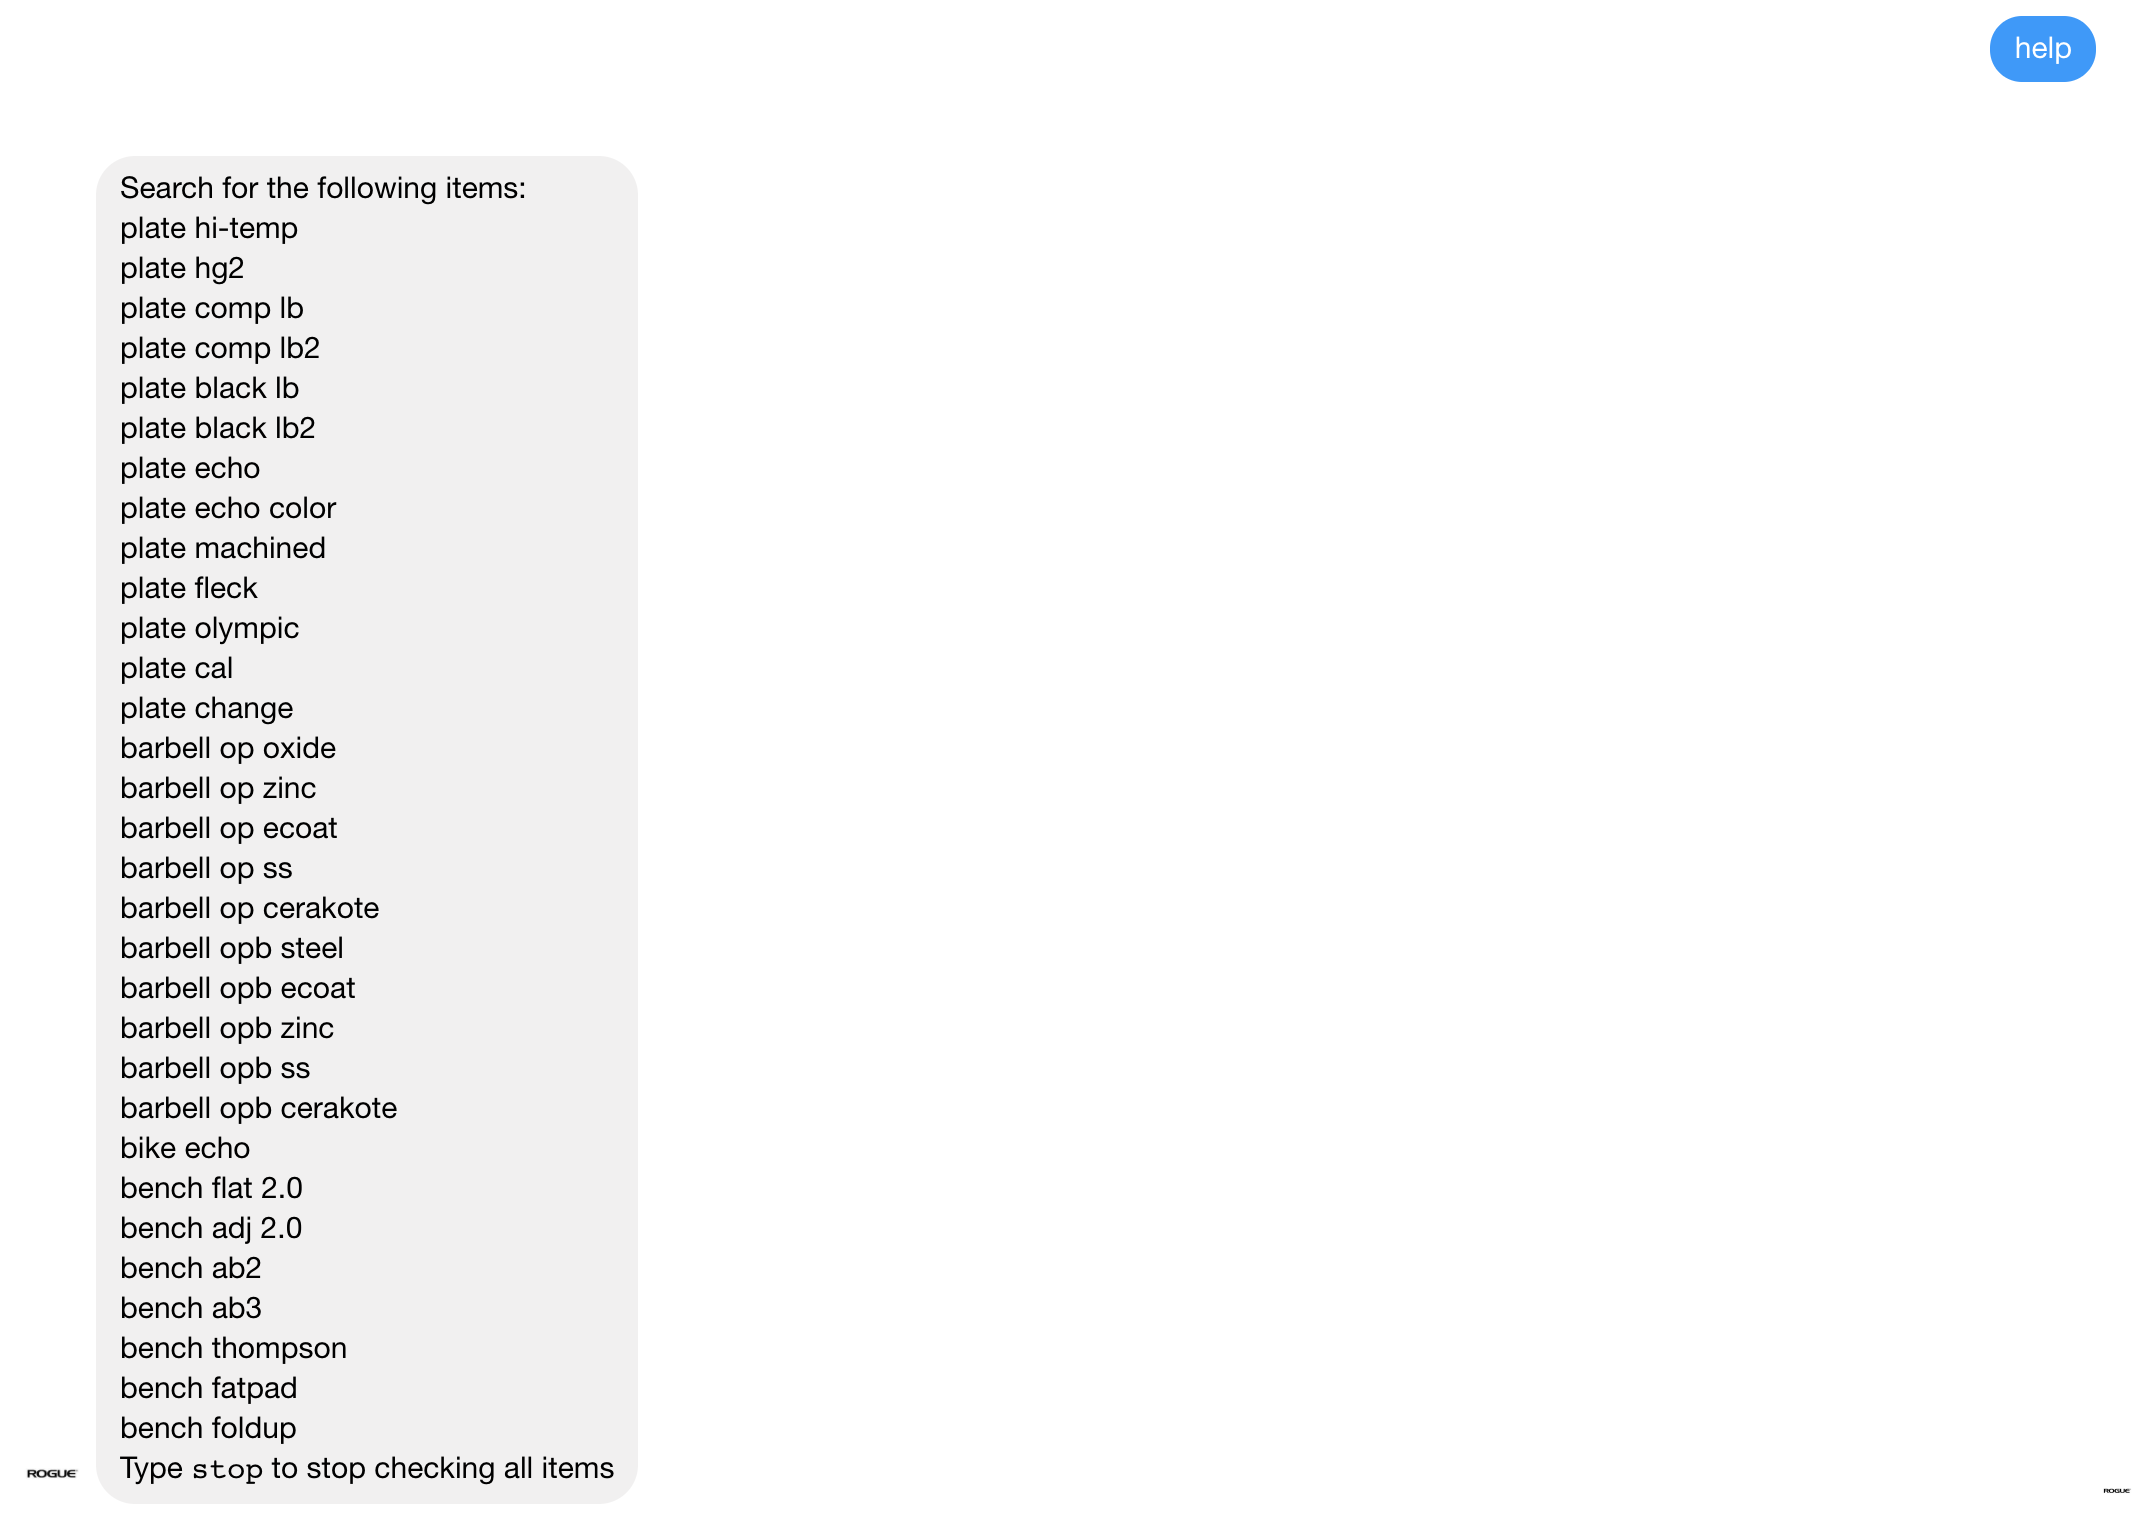 help
Search for the following items:
plate hi-temp
plate hg2
plate comp lb
plate comp lb2
plate black lb
plate black lb2
plate echo
plate echo color
plate machined
plate fleck
plate olympic
plate cal
plate change
barbell op oxide
barbell op zinc
barbell op ecoat
barbell op ss
barbell op cerakote
barbell opb steel
barbell opb ecoat
barbell opb zinc
barbell opb ss
barbell opb cerakote
bike echo
bench flat 2.0
bench adj 2.0
bench ab2
bench ab3
bench thompson
bench fatpad
bench foldup
Type stop to stop checking all items
ROGUE
ROGUE